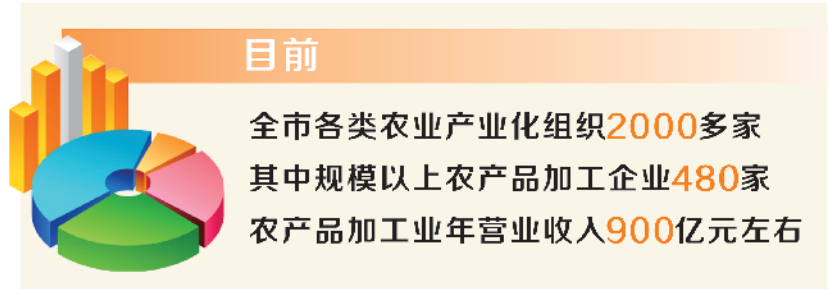 目前
全市各类农业产业化组织2000多家
其中规模以上农产品加工企业480家
农产品加工业年营业收入900亿元左右